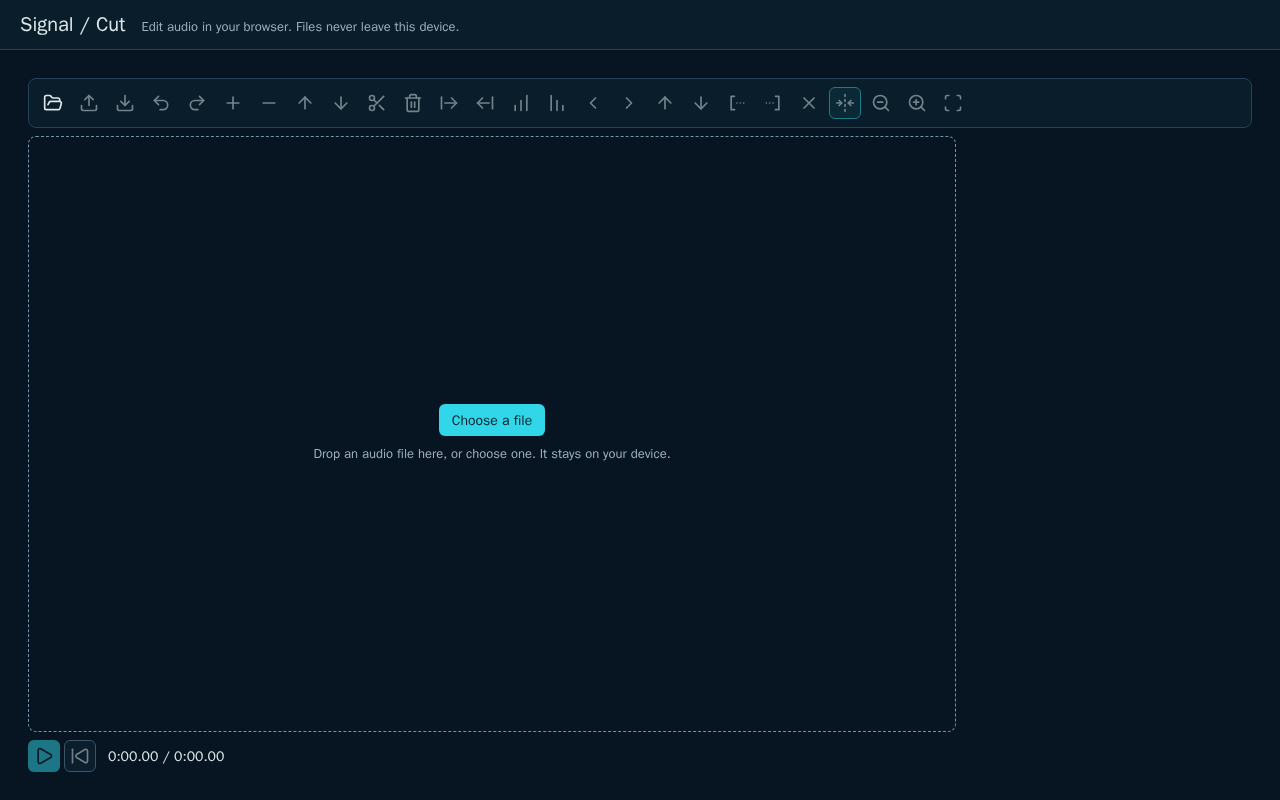 Signal / Cut
Edit audio in your browser. Files never leave this device.
Choose a file
Drop an audio file here, or choose one. It stays on your device.
0:00.00 / 0:00.00